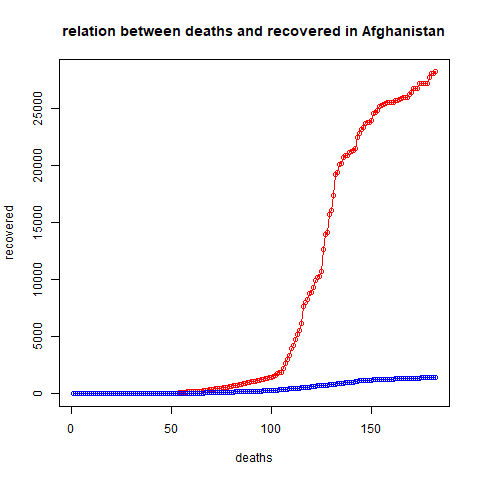 relation between deaths and recovered in Afghanistan
recovered
25000
20000
15000
10000
5000
0
0 50 100 150
deaths